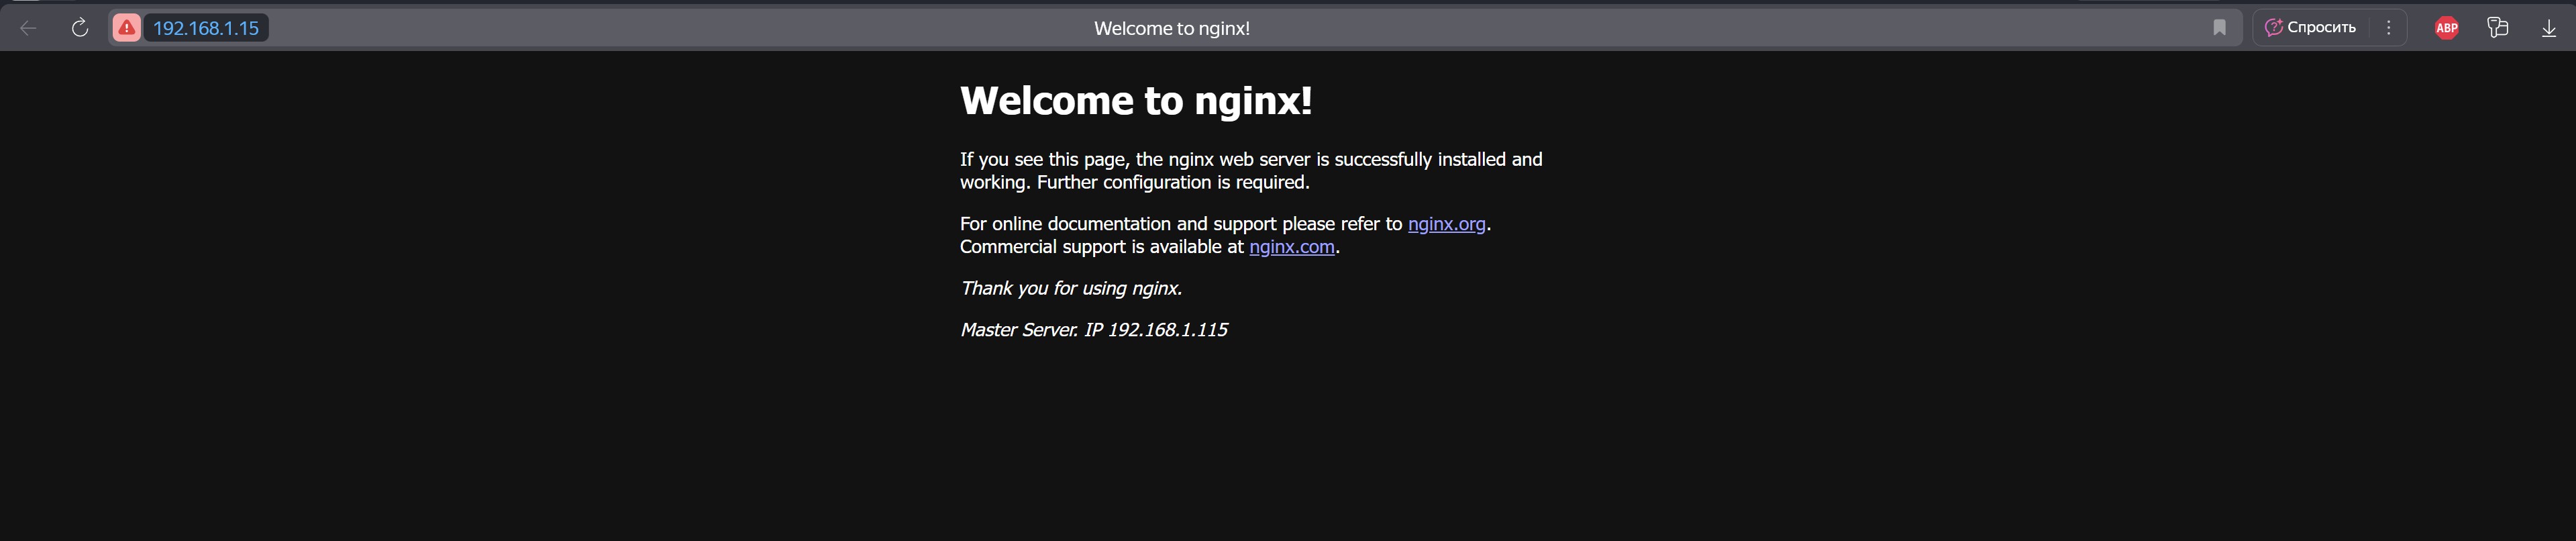 192.168.1.15
Welcome to nginx!
Спросить
ABP
Welcome to nginx!
If you see this page, the nginx web server is successfully installed and
working. Further configuration is required.
For online documentation and support please refer to nginx.org.
Commercial support is available at nginx.com.
Thank you for using nginx.
Master Server. IP 192.168.1.115